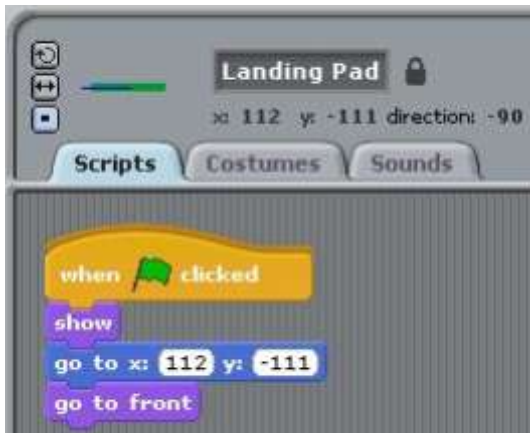 Landing Pad
x: 112 y: -111 direction: -90
Scripts Costumes Sounds
when clicked
show
go to x: 112 y: -111
go to front